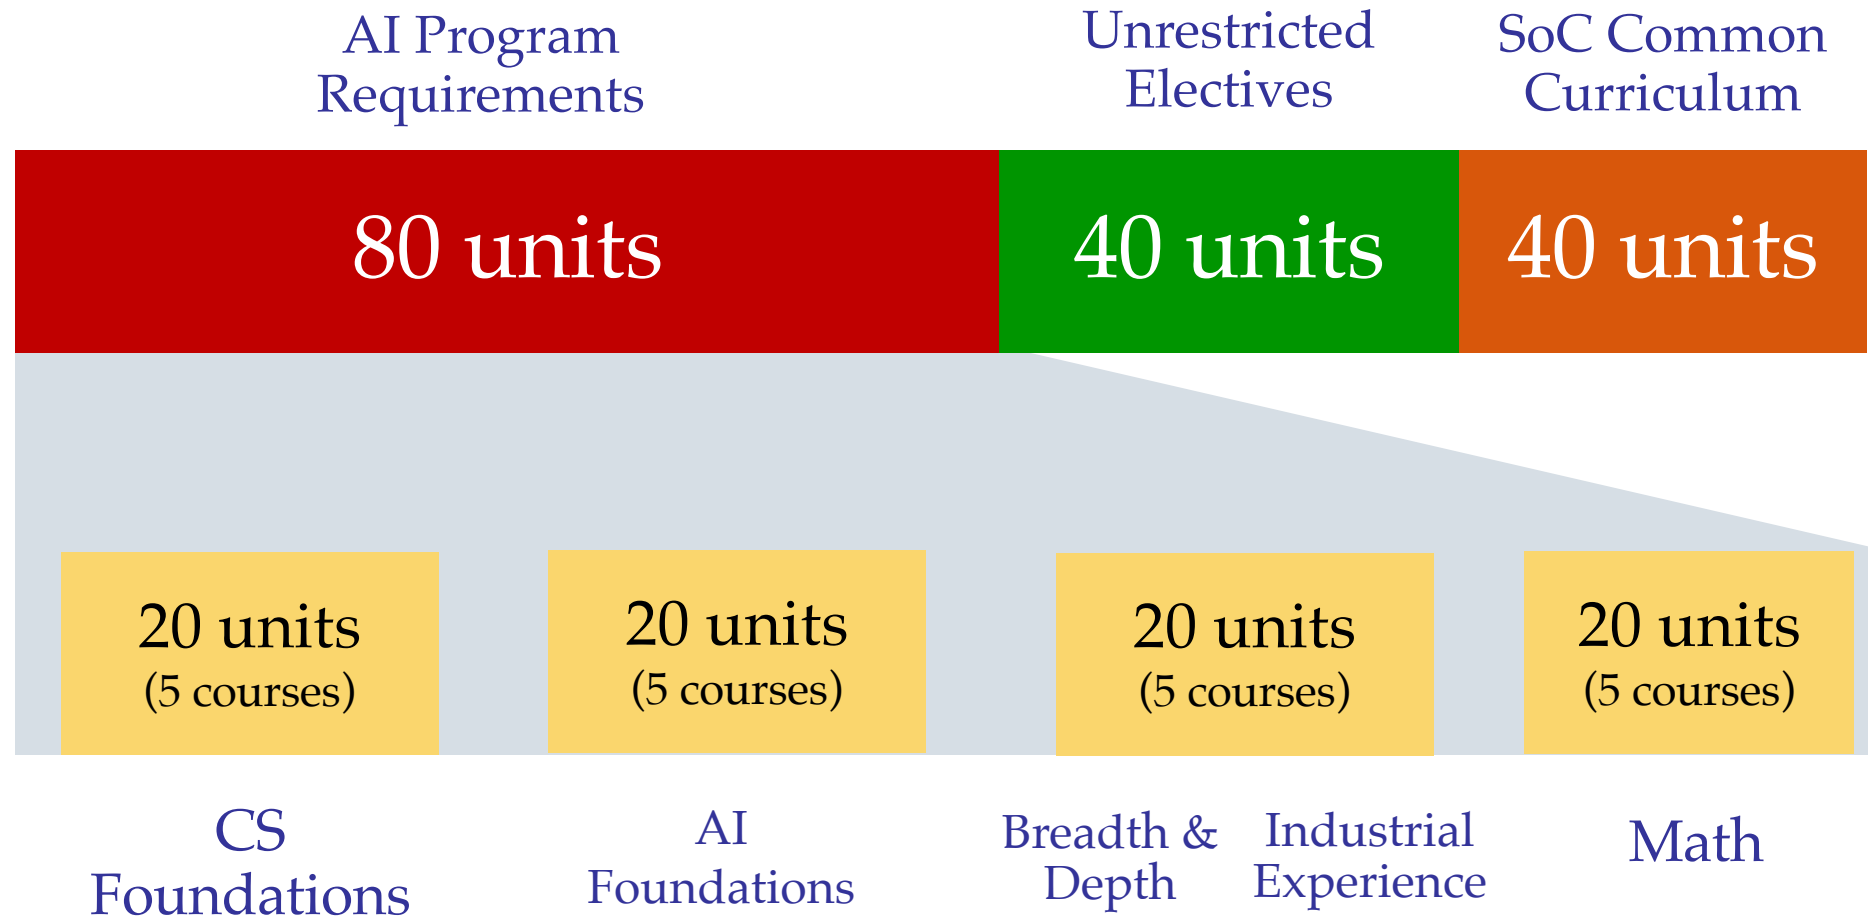 AI Program
Requirements
Unrestricted
Electives
SoC Common
Curriculum
80 units
40 units
40 units
20 units
(5 courses)
20 units
(5 courses)
20 units
(5 courses)
20 units
(5 courses)
CS
Foundations
AI
Foundations
Breadth &
Depth
Industrial
Experience
Math